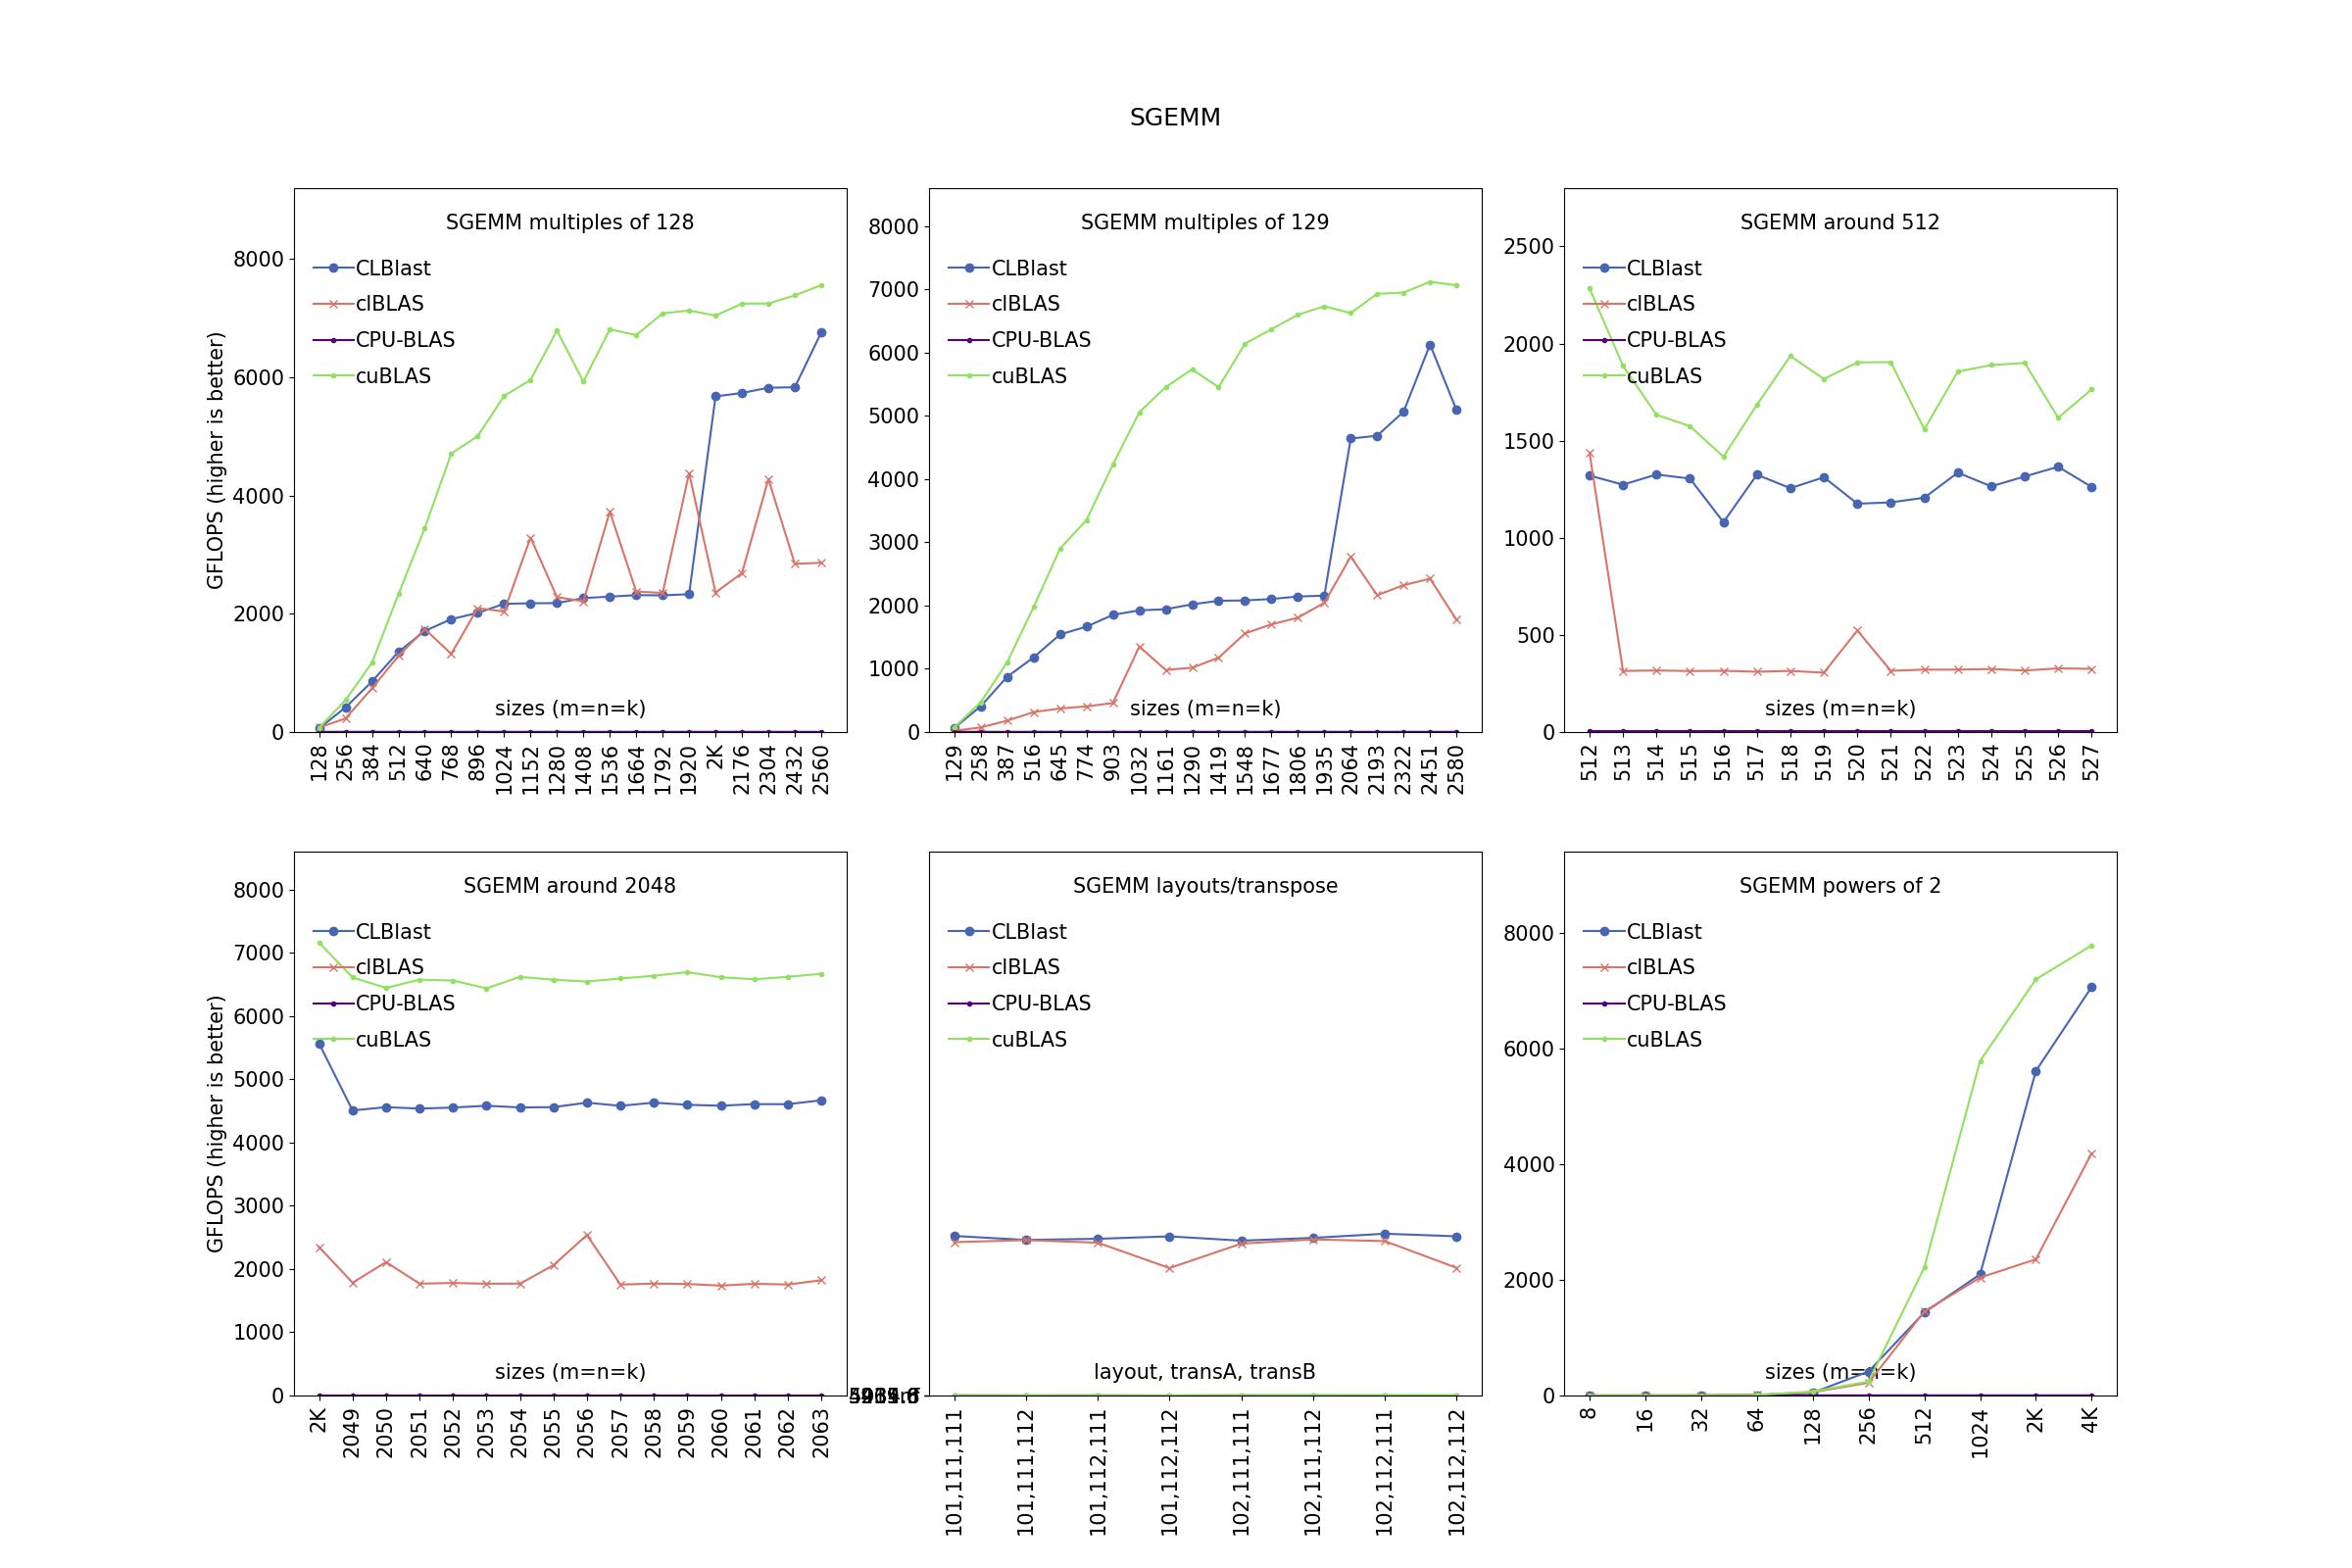 SGEMM
SGEMM multiples of 128
GFLOPS (higher is better)
8000
6000
4000
2000
0
CLBlast
clBLAS
CPU-BLAS
cuBLAS
sizes (m=n=k)
128 256 384 512 640 768 896 1024 1152 1280 1408 1536 1664 1792 1920 2K 2176 2304 2432 2560
SGEMM multiples of 129
8000
7000
6000
5000
4000
3000
2000
1000
0
CLBlast
clBLAS
CPU-BLAS
cuBLAS
sizes (m=n=k)
129 258 387 516 645 774 903 1032 1161 1290 1419 1548 1677 1806 1935 2064 2193 2322 2451 2580
SGEMM around 512
2500
2000
1500
1000
500
0
CLBlast
clBLAS
CPU-BLAS
cuBLAS
sizes (m=n=k)
512 513 514 515 516 517 518 519 520 521 522 523 524 525 526 527
SGEMM around 2048
GFLOPS (higher is better)
8000
7000
6000
5000
4000
3000
2000
1000
0
CLBlast
clBLAS
CPU-BLAS
cuBLAS
sizes (m=n=k)
2K 2049 2050 2051 2052 2053 2054 2055 2056 2057 2058 2059 2060 2061 2062 2063
SGEMM layouts/transpose
CLBlast
clBLAS
CPU-BLAS
cuBLAS
layout, transA, transB
101,111,111 101,111,112 101,112,111 101,112,112 102,111,111 102,111,112 102,112,111 102,112,112
SGEMM powers of 2
8000
6000
4000
2000
0
CLBlast
clBLAS
CPU-BLAS
cuBLAS
sizes (m=n=k)
8 16 32 64 128 256 512 1024 2K 4K